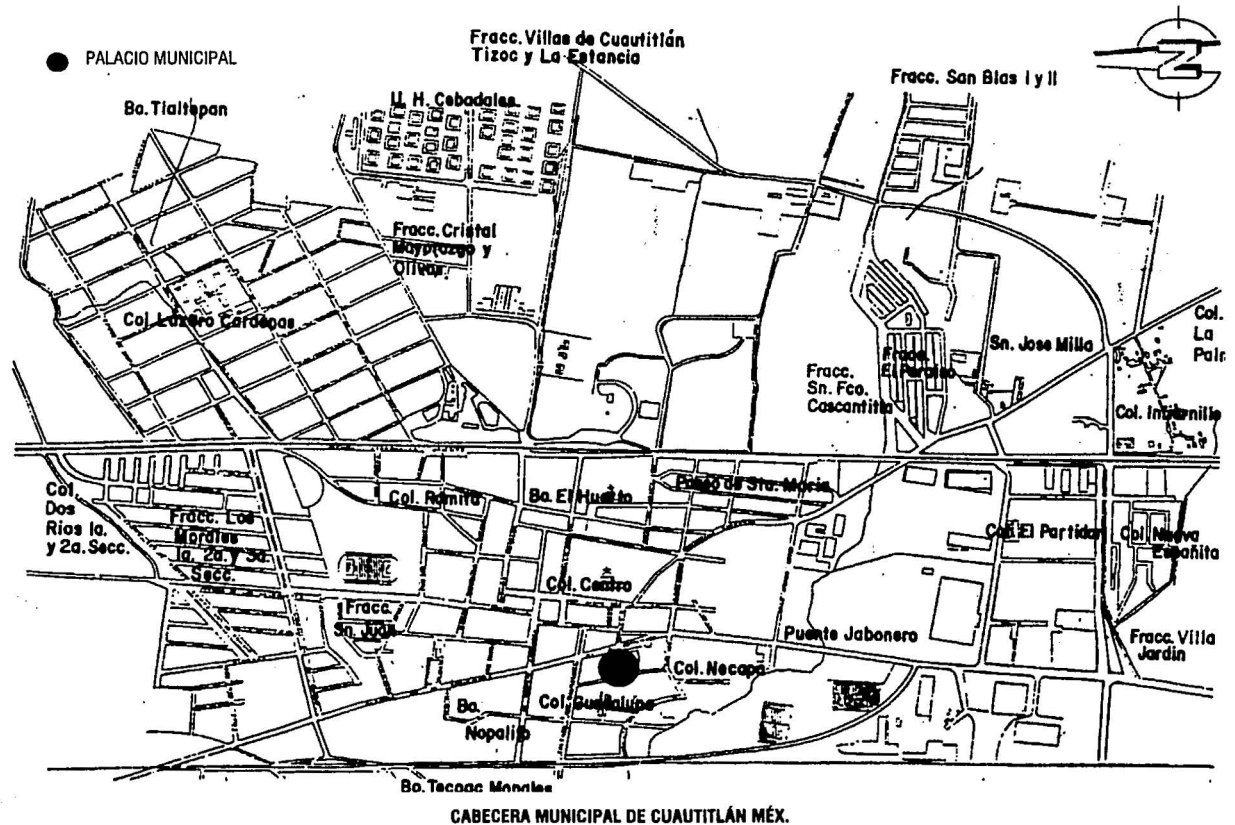 PALACIO MUNICIPAL
Fracc. Villas de Cuautitlán
Tizoc y La Estancia
Fracc. San Blas I y II
Bo. Tlaltepan
U. H. Cebadales
Fracc. Cristal
Mayorazgo y
Olivar
Col. Lázaro Cárdenas
Col.
La
Sn. Jose Milla
Fracc.
El Paraiso
Fracc.
Sn. Fco.
Cascantitla
Col.
Col.
Dos
Rios 1a.
y 2a. Secc.
Fracc. Los
Morales
1a. 2a. y 3a.
Secc.
Col. Romita
Bo. El Huerto
Paseo de Sta. María
Col. El Partidor
Col. Nueva
Españita
Col. Centro
Fracc.
Sn. Juan
Puente Jabonero
Fracc. Villa
Jardín
Col. Necapa
Col. Guadalupe
Bo.
Nopalito
Bo. Tecoac Morales
CABECERA MUNICIPAL DE CUAUTITLÁN MÉX.